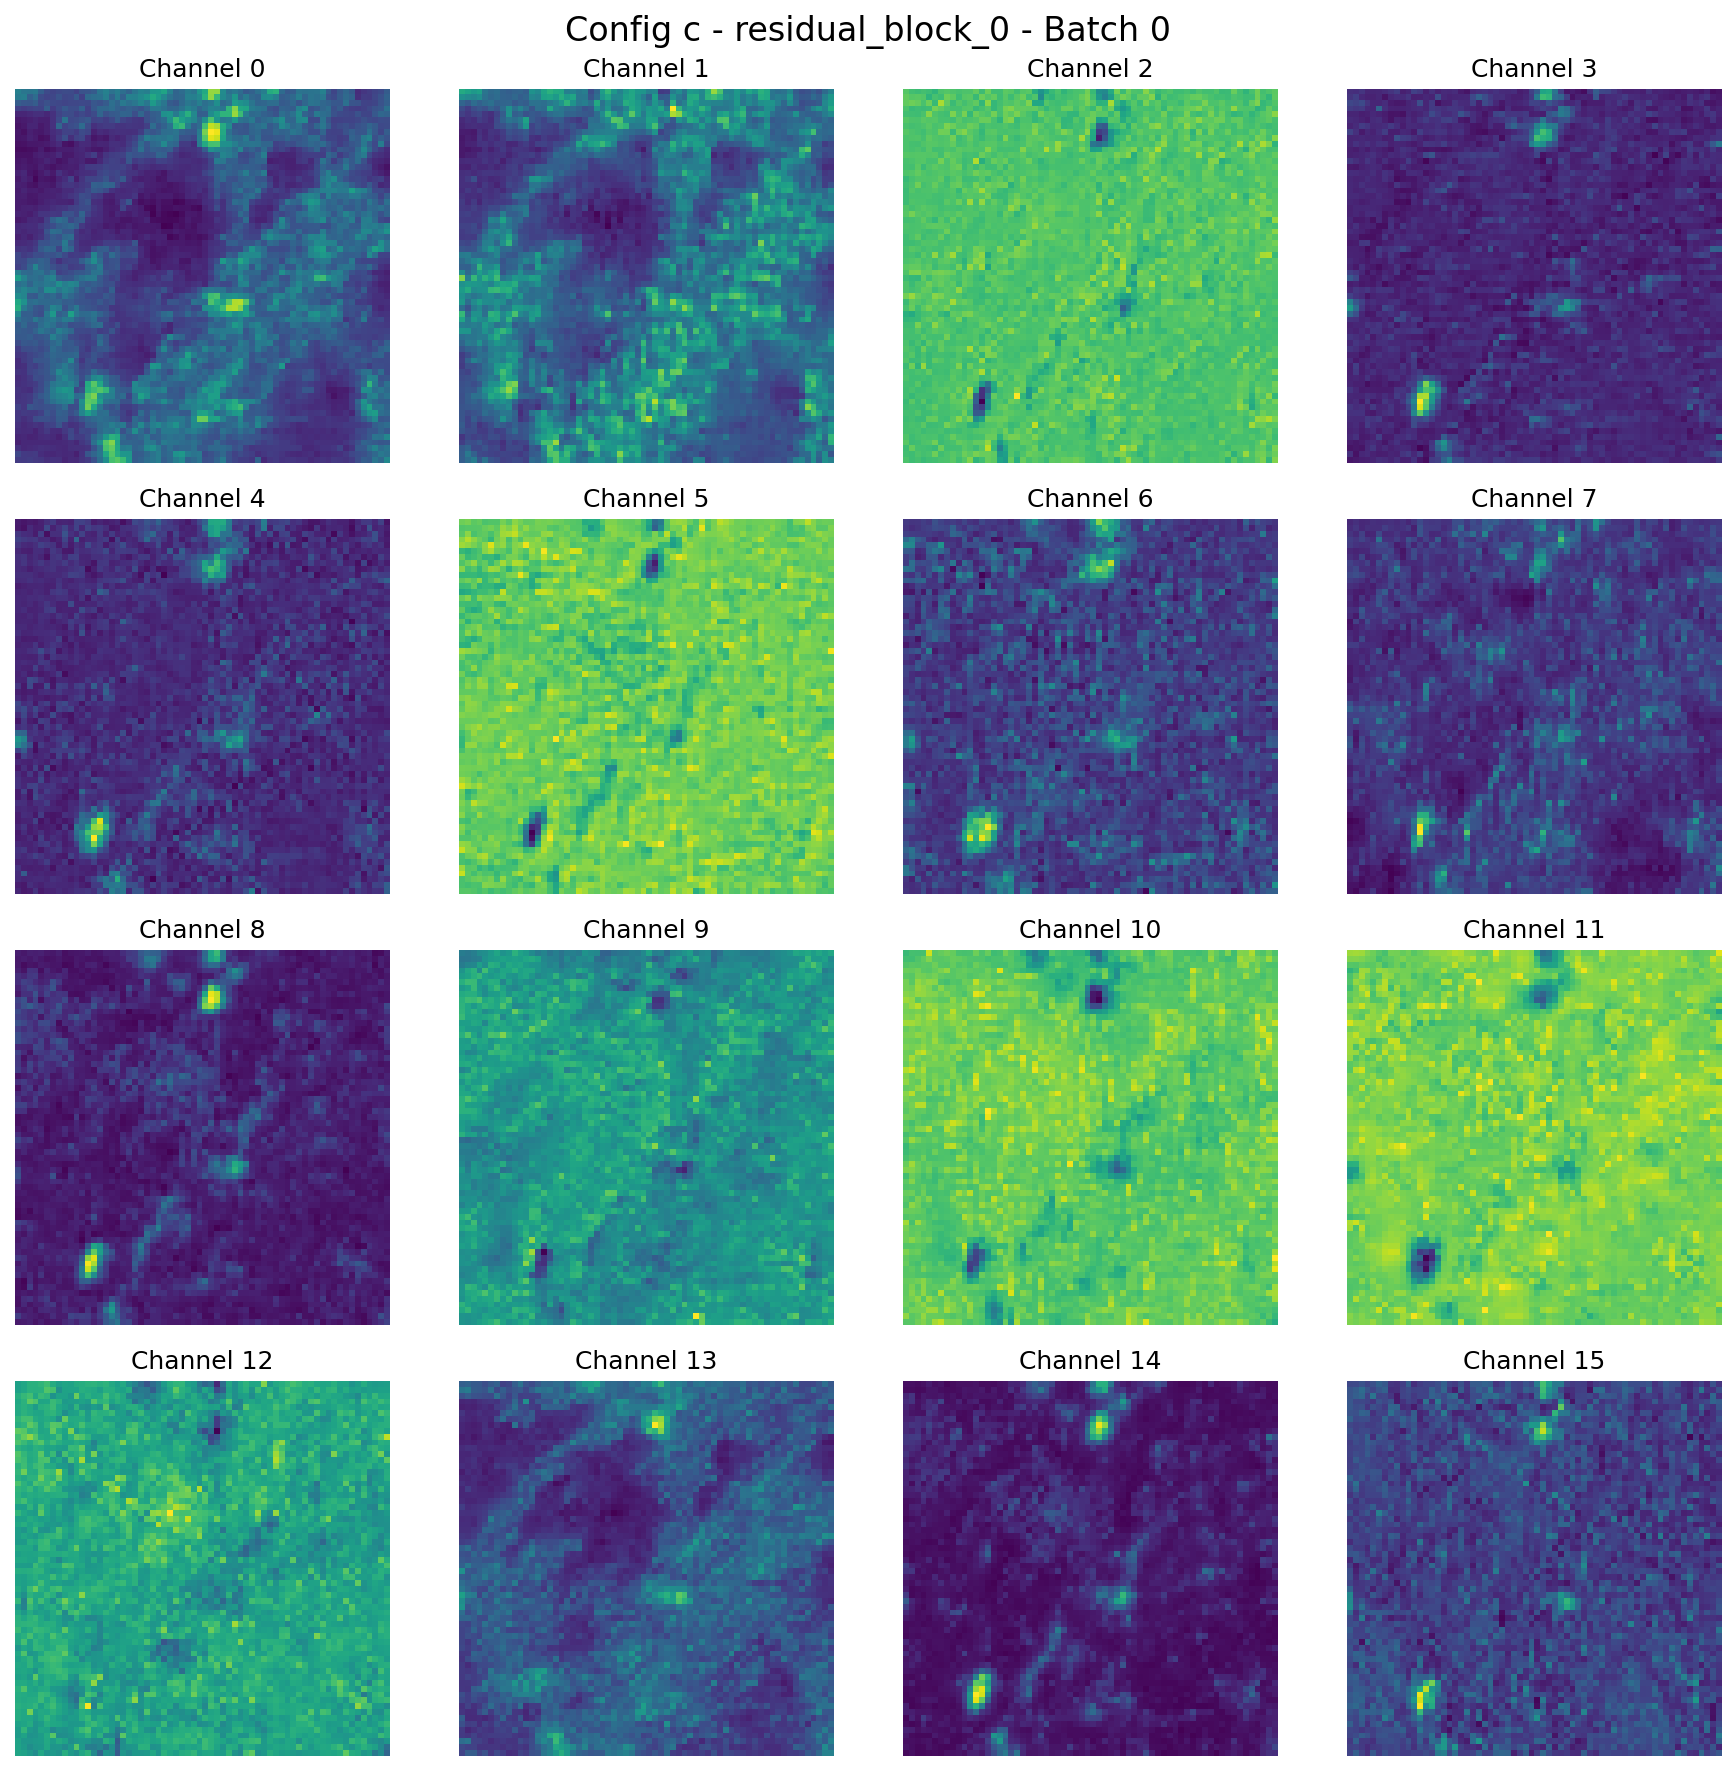 Config c - residual_block_0 - Batch 0
Channel 0
Channel 1
Channel 2
Channel 3
Channel 4
Channel 5
Channel 6
Channel 7
Channel 8
Channel 9
Channel 10
Channel 11
Channel 12
Channel 13
Channel 14
Channel 15